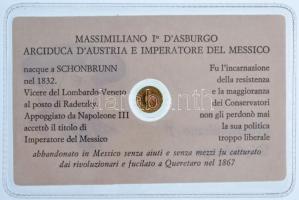 MASSIMILIANO Iº D'ASBURGO
ARCIDUCA D'AUSTRIA E IMPERATORE DEL MESSICO
nacque a SCHONBRUNN
nel 1832.
Vicere del Lombardo-Veneto
al posto di Radetzky.
Appoggiato da Napoleone III
accettò il titolo di
Imperatore del Messico
Fu l'incarnazione
della resistenza
e la maggioranza
dei Conservatori
non gli perdonò mai
la sua politica
troppo liberale
abbandonato in Messico senza aiuti e senza mezzi fu catturato
dai rivoluzionari e fucilato a Queretaro nel 1867